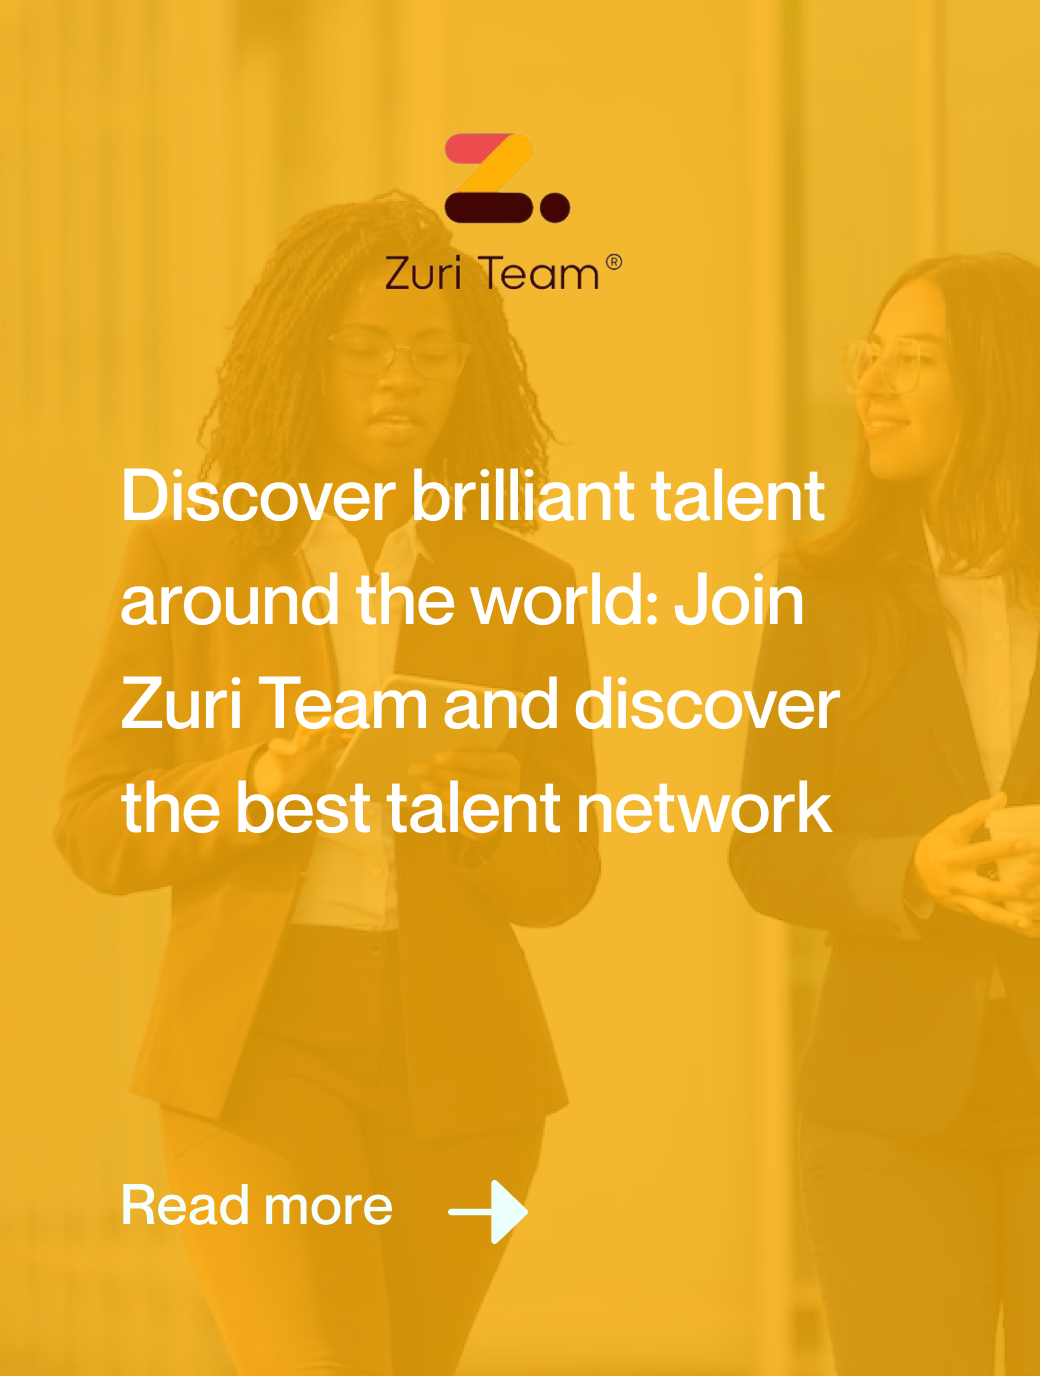 Zuri Team®
Discover brilliant talent
around the world: Join
Zuri Team and discover
the best talent network
Read more